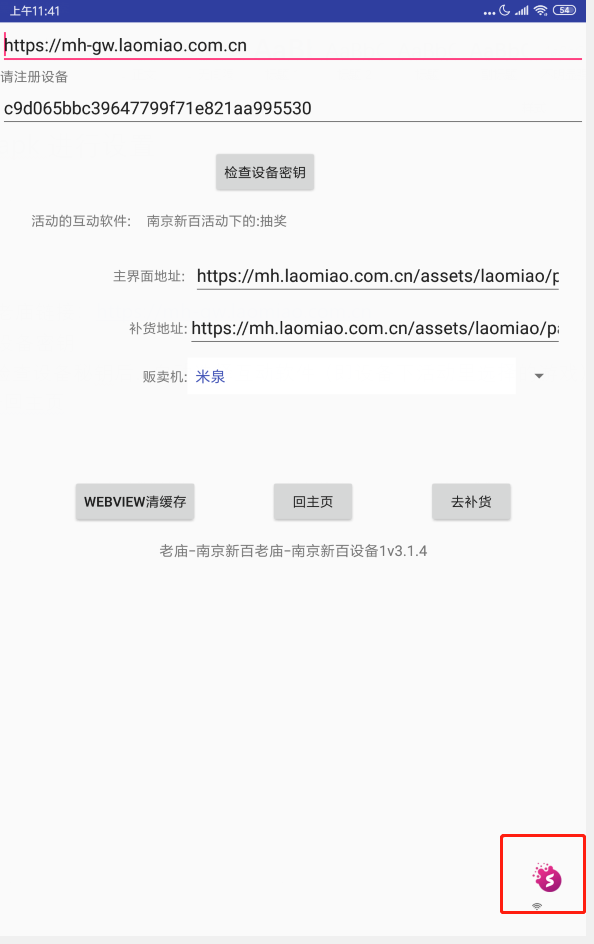 上午11:41
54
https://mh-gw.laomiao.com.cn
请注册设备
c9d065bbc39647799f71e821aa995530
检查设备密钥
活动的互动软件: 南京新百活动下的:抽奖
主界面地址: https://mh.laomiao.com.cn/assets/laomiao/p
补货地址: https://mh.laomiao.com.cn/assets/laomiao/pa
贩卖机: 米泉
WEBVIEW清缓存 回主页 去补货
老庙-南京新百老庙-南京新百设备1v3.1.4